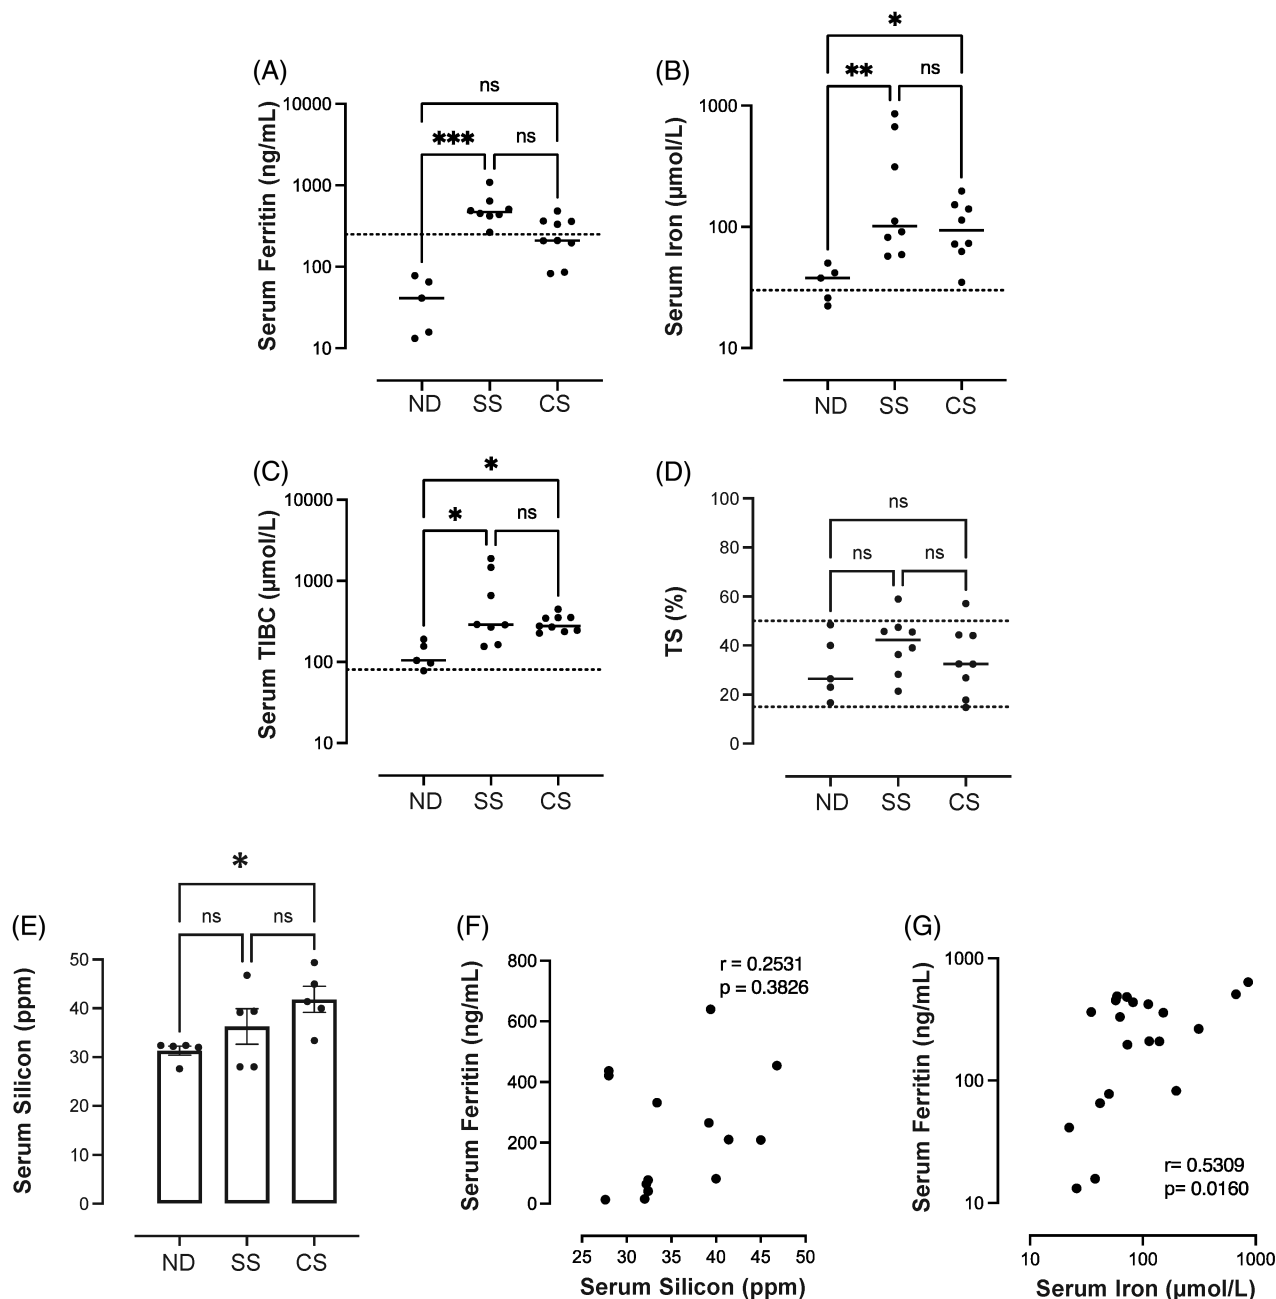 (A)
Serum Ferritin (ng/mL)
10000
1000
100
10
ns
***
ns
ND SS CS
(B)
Serum Iron (μmol/L)
1000
100
10
*
**
ns
ND SS CS
(C)
Serum TIBC (μmol/L)
10000
1000
100
10
*
*
ns
ND SS CS
(D)
TS (%)
100
80
60
40
20
0
ns
ns
ns
ND SS CS
(E)
Serum Silicon (ppm)
50
40
30
20
10
0
*
ns
ns
ND SS CS
(F)
Serum Ferritin (ng/mL)
800
600
400
200
0
r = 0.2531
p = 0.3826
25 30 35 40 45 50
Serum Silicon (ppm)
(G)
Serum Ferritin (ng/mL)
1000
100
10
r= 0.5309
p= 0.0160
10 100 1000
Serum Iron (μmol/L)